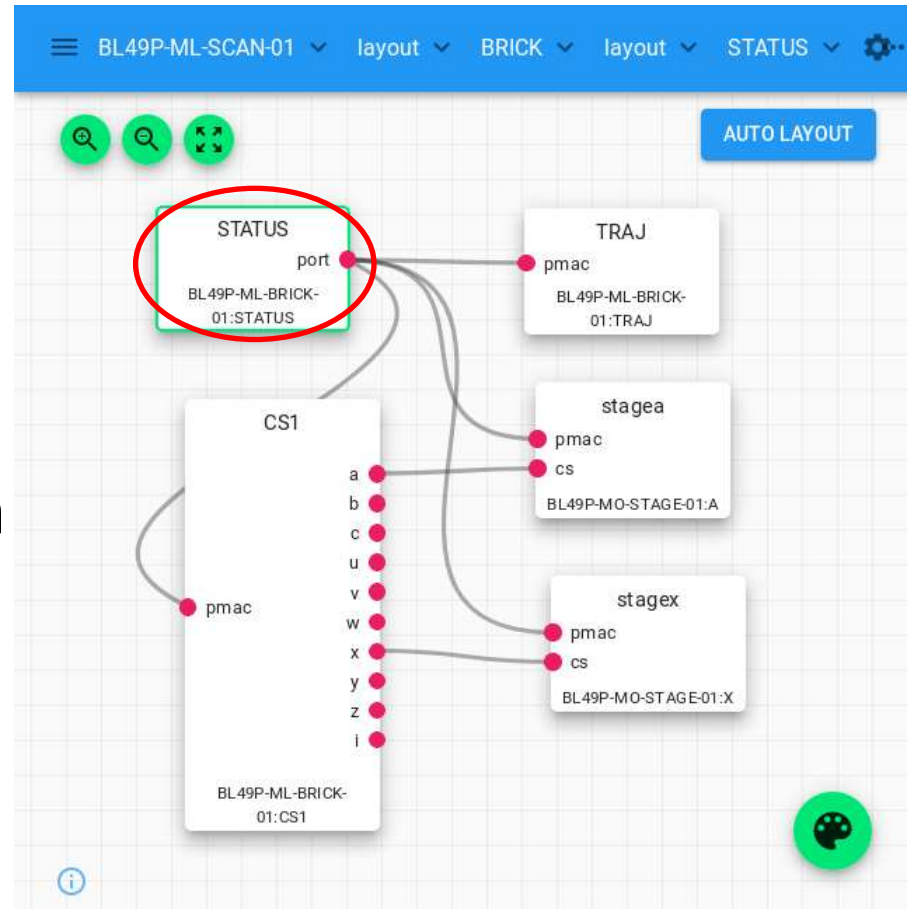 BL49P-ML-SCAN-01 layout BRICK layout STATUS
AUTO LAYOUT
STATUS
port
BL49P-ML-BRICK-
01:STATUS
TRAJ
pmac
BL49P-ML-BRICK-
01:TRAJ
stagea
pmac
cs
BL49P-MO-STAGE-01:A
CS1
a
b
c
u
v
w
x
y
z
i
pmac
BL49P-ML-BRICK-
01:CS1
stagex
pmac
cs
BL49P-MO-STAGE-01:X